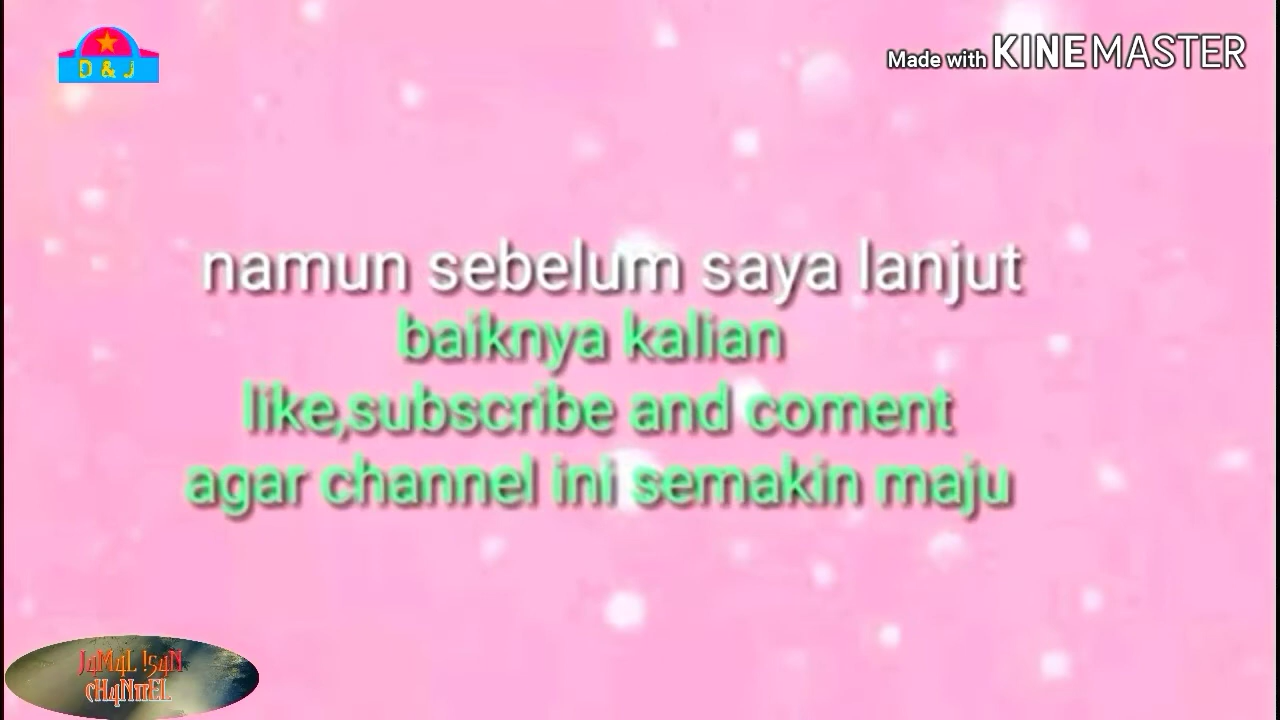 D & J
Made with KINEMASTER
namun sebelum saya lanjut
baiknya kalian
like,subscribe and coment
agar channel ini semakin maju
J4M4L !54N
cH4NnEL